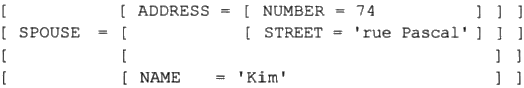 [            [ ADDRESS = [ NUMBER = 74           ] ] ]
[ SPOUSE  =  [           [ STREET = 'rue Pascal' ] ] ]
[            [                                     ] ]
[            [ NAME    = 'Kim'                     ] ]